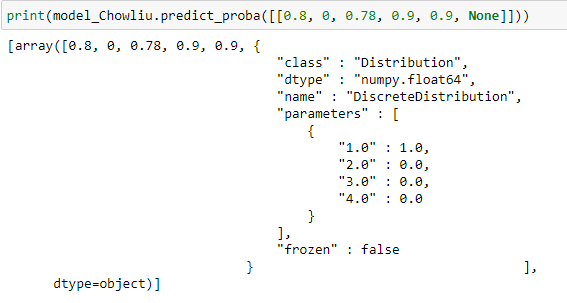 print(model_Chowliu.predict_proba([[0.8, 0, 0.78, 0.9, 0.9, None]]))
[array([0.8, 0, 0.78, 0.9, 0.9, {
"class" : "Distribution",
"dtype" : "numpy.float64",
"name" : "DiscreteDistribution",
"parameters" : [
{
"1.0" : 1.0,
"2.0" : 0.0,
"3.0" : 0.0,
"4.0" : 0.0
}
],
"frozen" : false
} ],
dtype=object)]